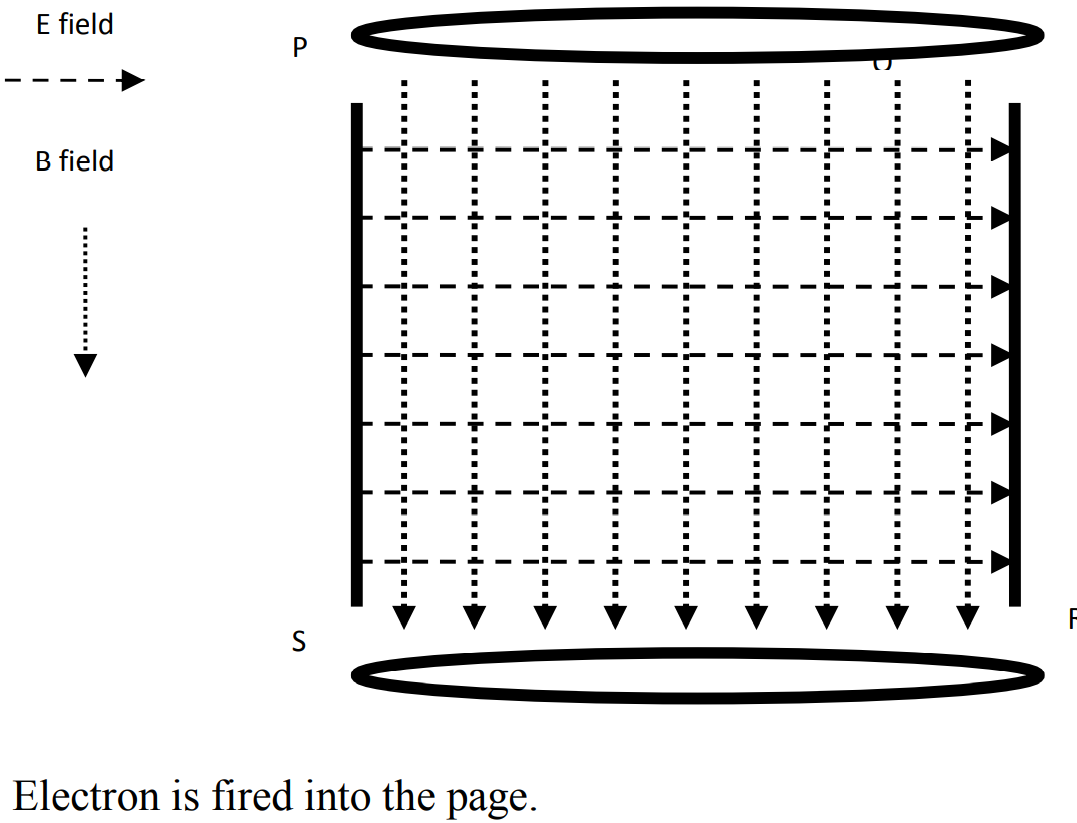 E field
P
B field
S
Electron is fired into the page.